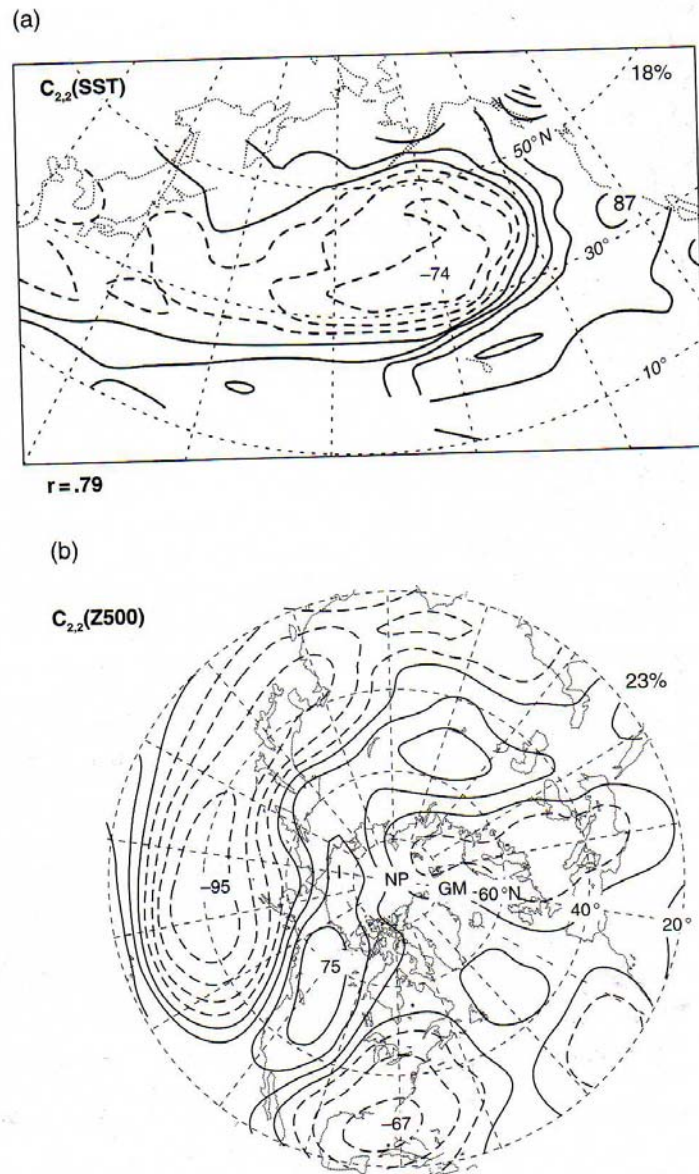 (a)
C2,2(SST)
18%
50°N
87
30°
–74
10°
r = .79
(b)
C2,2(Z500)
23%
–95
NP
GM
60°N
40°
20°
75
–67